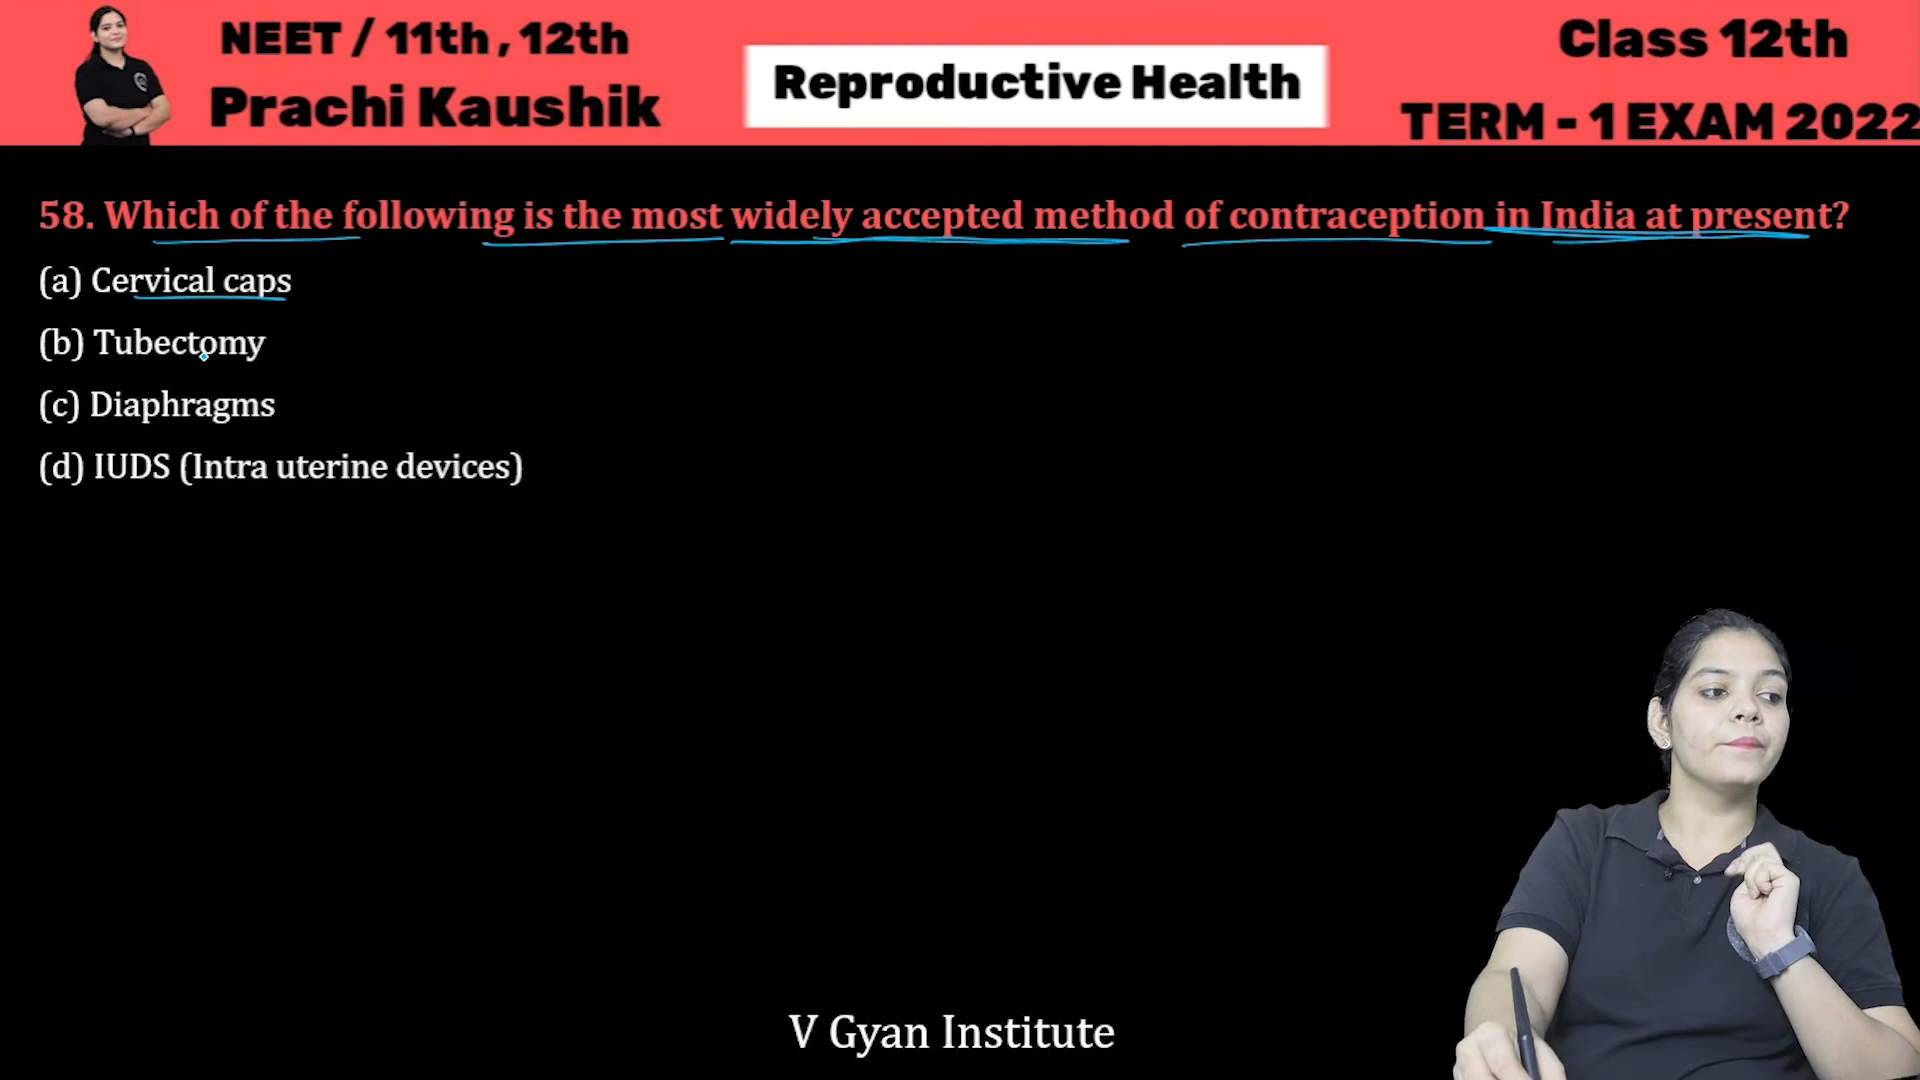 NEET / 11th , 12th
Prachi Kaushik
Reproductive Health
Class 12th
TERM - 1 EXAM 2022
58. Which of the following is the most widely accepted method of contraception in India at present?
(a) Cervical caps
(b) Tubectomy
(c) Diaphragms
(d) IUDS (Intra uterine devices)
V Gyan Institute